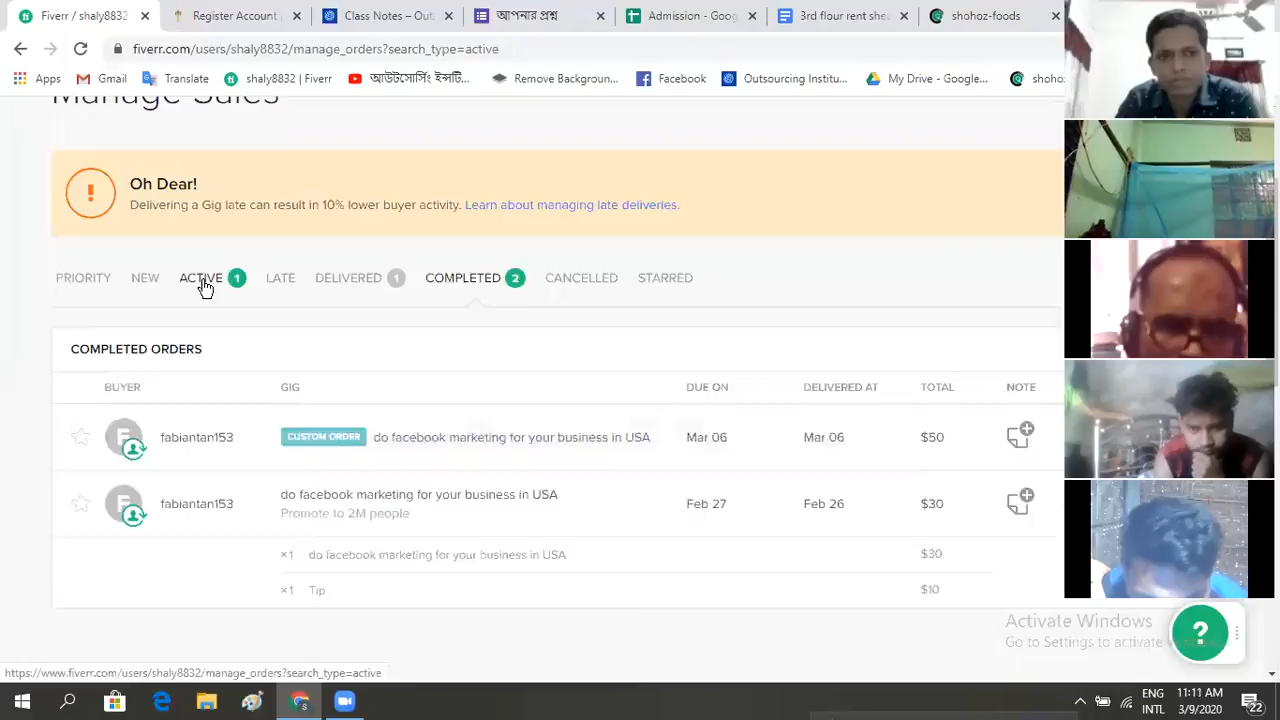 Fiverr / shaly8832 / manage_o
Register Account
Class Notes – Out
আপনার প্রশ্ন
Admission - Copy
3rd floor rent she
shohoz-foods
fiverr.com/users/shaly8832/manage_orders?search_type=active
Apps
Gmail
Translate
shaly8832 | Fiverr
আউটসোর্সিং ইনস্টি...
Remove Backgroun...
Facebook
Outsourcing Institu...
My Drive - Google...
shohoz
Manage Sales
Oh Dear!
Delivering a Gig late can result in 10% lower buyer activity. Learn about managing late deliveries.
PRIORITY NEW ACTIVE 1 LATE DELIVERED 1 COMPLETED 2 CANCELLED STARRED
COMPLETED ORDERS
BUYER GIG DUE ON DELIVERED AT TOTAL NOTE
F fabiantan153 CUSTOM ORDER do facebook marketing for your business in USA Mar 06 Mar 06 $50
F fabiantan153 do facebook marketing for your business in USA Feb 27 Feb 26 $30
Promote to 2M people
×1 do facebook marketing for your business in USA $30
×1 Tip $10
Activate Windows
Go to Settings to activate
?
https://www.fiverr.com/users/shaly8832/manage_orders?search_type=active
ENG
INTL
11:11 AM
3/9/2020
22